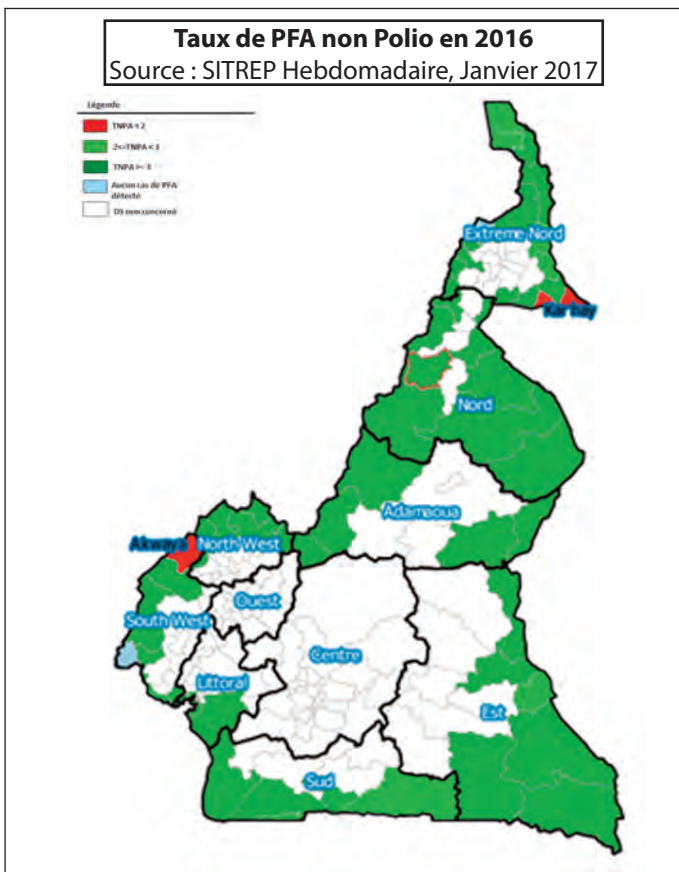 Taux de PFA non Polio en 2016
Source : SITREP Hebdomadaire, Janvier 2017
Légende
TNPA < 2
2<=TNPA < 3
TNPA >= 3
Aucun cas de PFA
détecté
DS non concerné
Extreme Nord
Kar hay
Nord
Adamaoua
Akwaya
North West
Ouest
South West
Centre
Littoral
Est
Sud